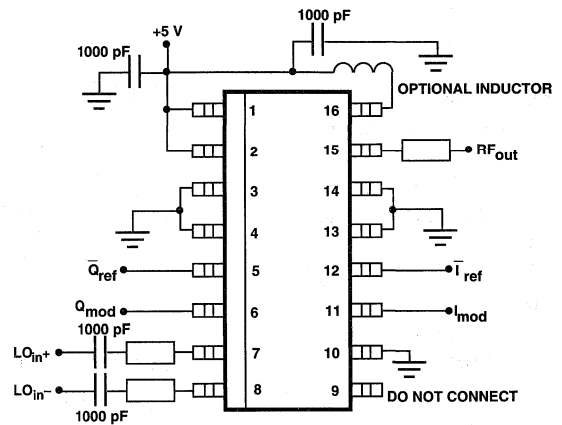 1000 pF
+5 V
1000 pF
OPTIONAL INDUCTOR
1 16
2 15 RFout
3 14
4 13
Q̅ref 5 12 I̅ref
Qmod 6 11 Imod
1000 pF
LOin+ 7 10
LOin− 8 9 DO NOT CONNECT
1000 pF